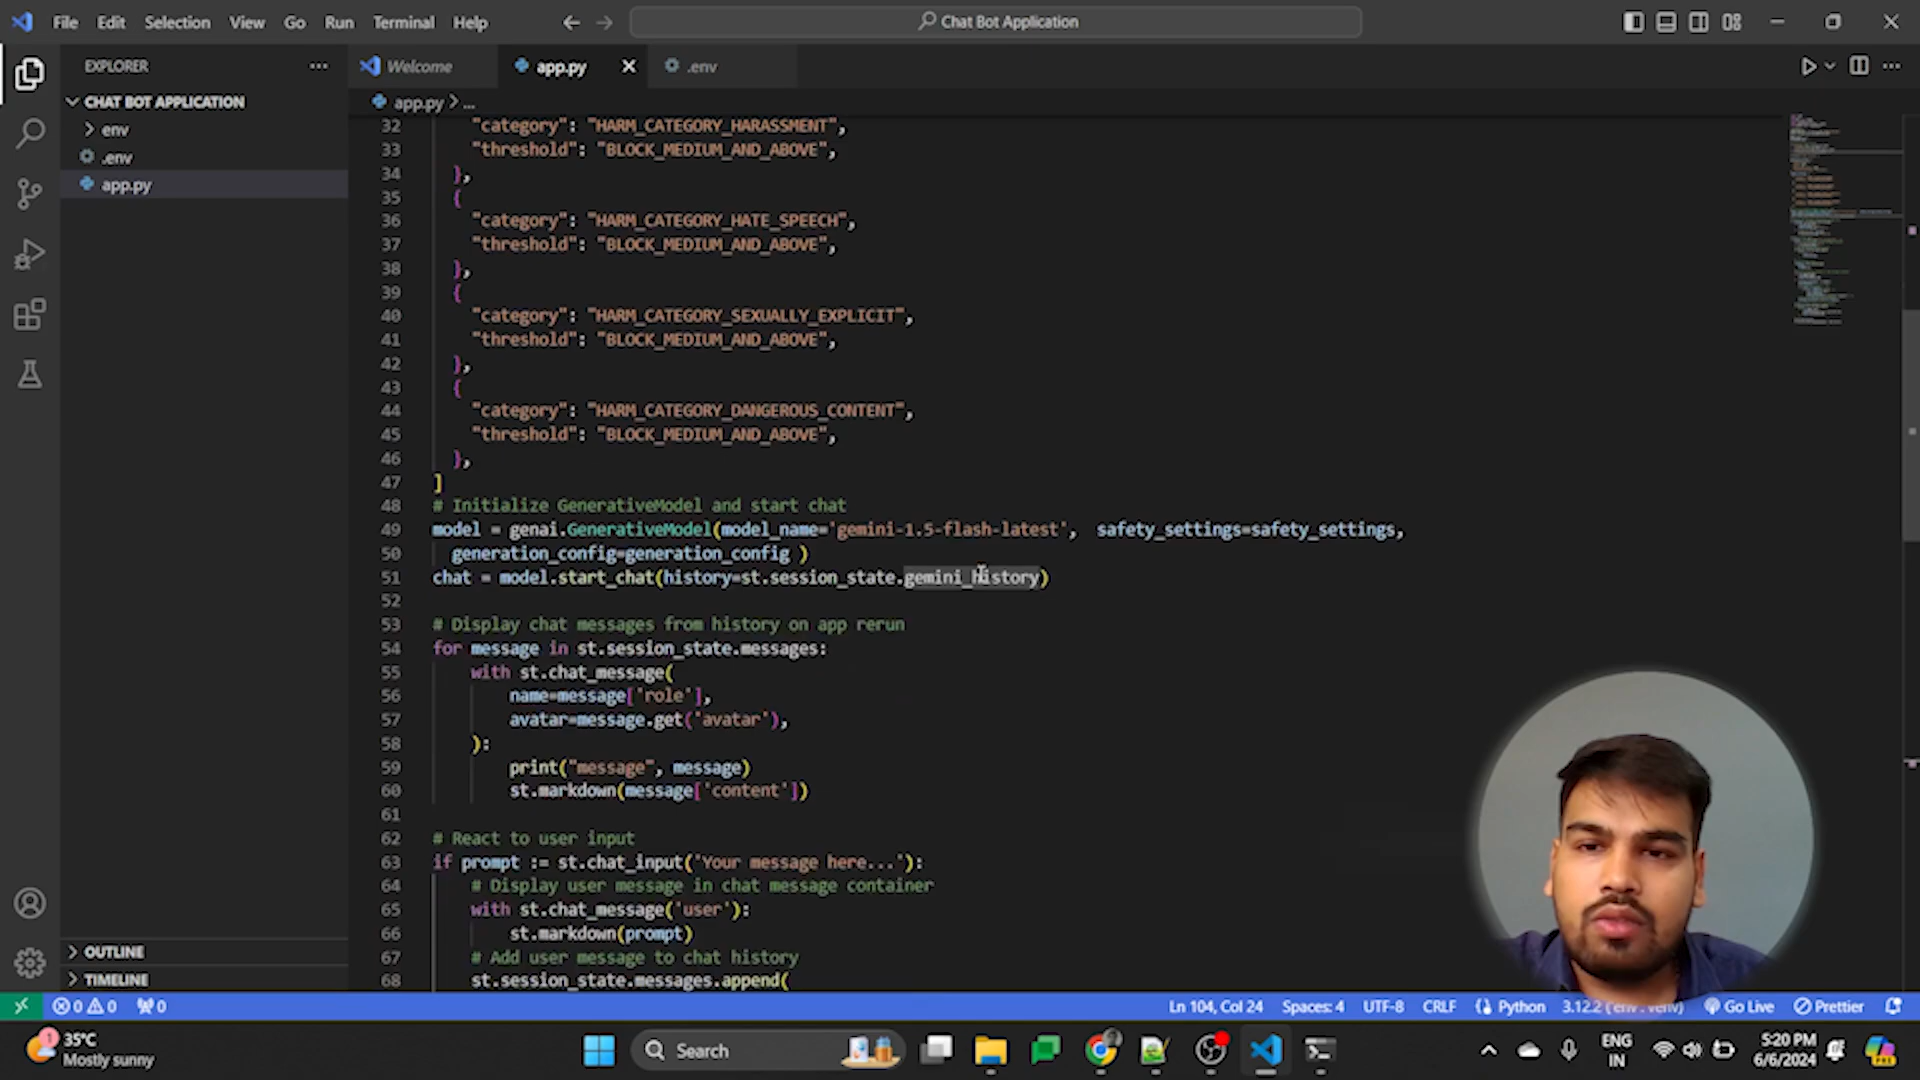 File Edit Selection View Go Run Terminal Help
Chat Bot Application
EXPLORER
Welcome
app.py
.env
CHAT BOT APPLICATION
env
.env
app.py
app.py > ...
32 "category": "HARM_CATEGORY_HARASSMENT",
33 "threshold": "BLOCK_MEDIUM_AND_ABOVE",
34 },
35 {
36 "category": "HARM_CATEGORY_HATE_SPEECH",
37 "threshold": "BLOCK_MEDIUM_AND_ABOVE",
38 },
39 {
40 "category": "HARM_CATEGORY_SEXUALLY_EXPLICIT",
41 "threshold": "BLOCK_MEDIUM_AND_ABOVE",
42 },
43 {
44 "category": "HARM_CATEGORY_DANGEROUS_CONTENT",
45 "threshold": "BLOCK_MEDIUM_AND_ABOVE",
46 },
47 ]
48 # Initialize GenerativeModel and start chat
49 model = genai.GenerativeModel(model_name='gemini-1.5-flash-latest', safety_settings=safety_settings,
50 generation_config=generation_config )
51 chat = model.start_chat(history=st.session_state.gemini_history)
52
53 # Display chat messages from history on app rerun
54 for message in st.session_state.messages:
55 with st.chat_message(
56 name=message['role'],
57 avatar=message.get('avatar'),
58 ):
59 print("message", message)
60 st.markdown(message['content'])
61
62 # React to user input
63 if prompt := st.chat_input('Your message here...'):
64 # Display user message in chat message container
65 with st.chat_message('user'):
66 st.markdown(prompt)
67 # Add user message to chat history
68 st.session_state.messages.append(
OUTLINE
TIMELINE
0 0 0
Ln 104, Col 24 Spaces: 4 UTF-8 CRLF Python 3.12.2 ('env': venv) Go Live Prettier
1
35°C
Mostly sunny
Search
ENG
IN
5:20 PM
6/6/2024